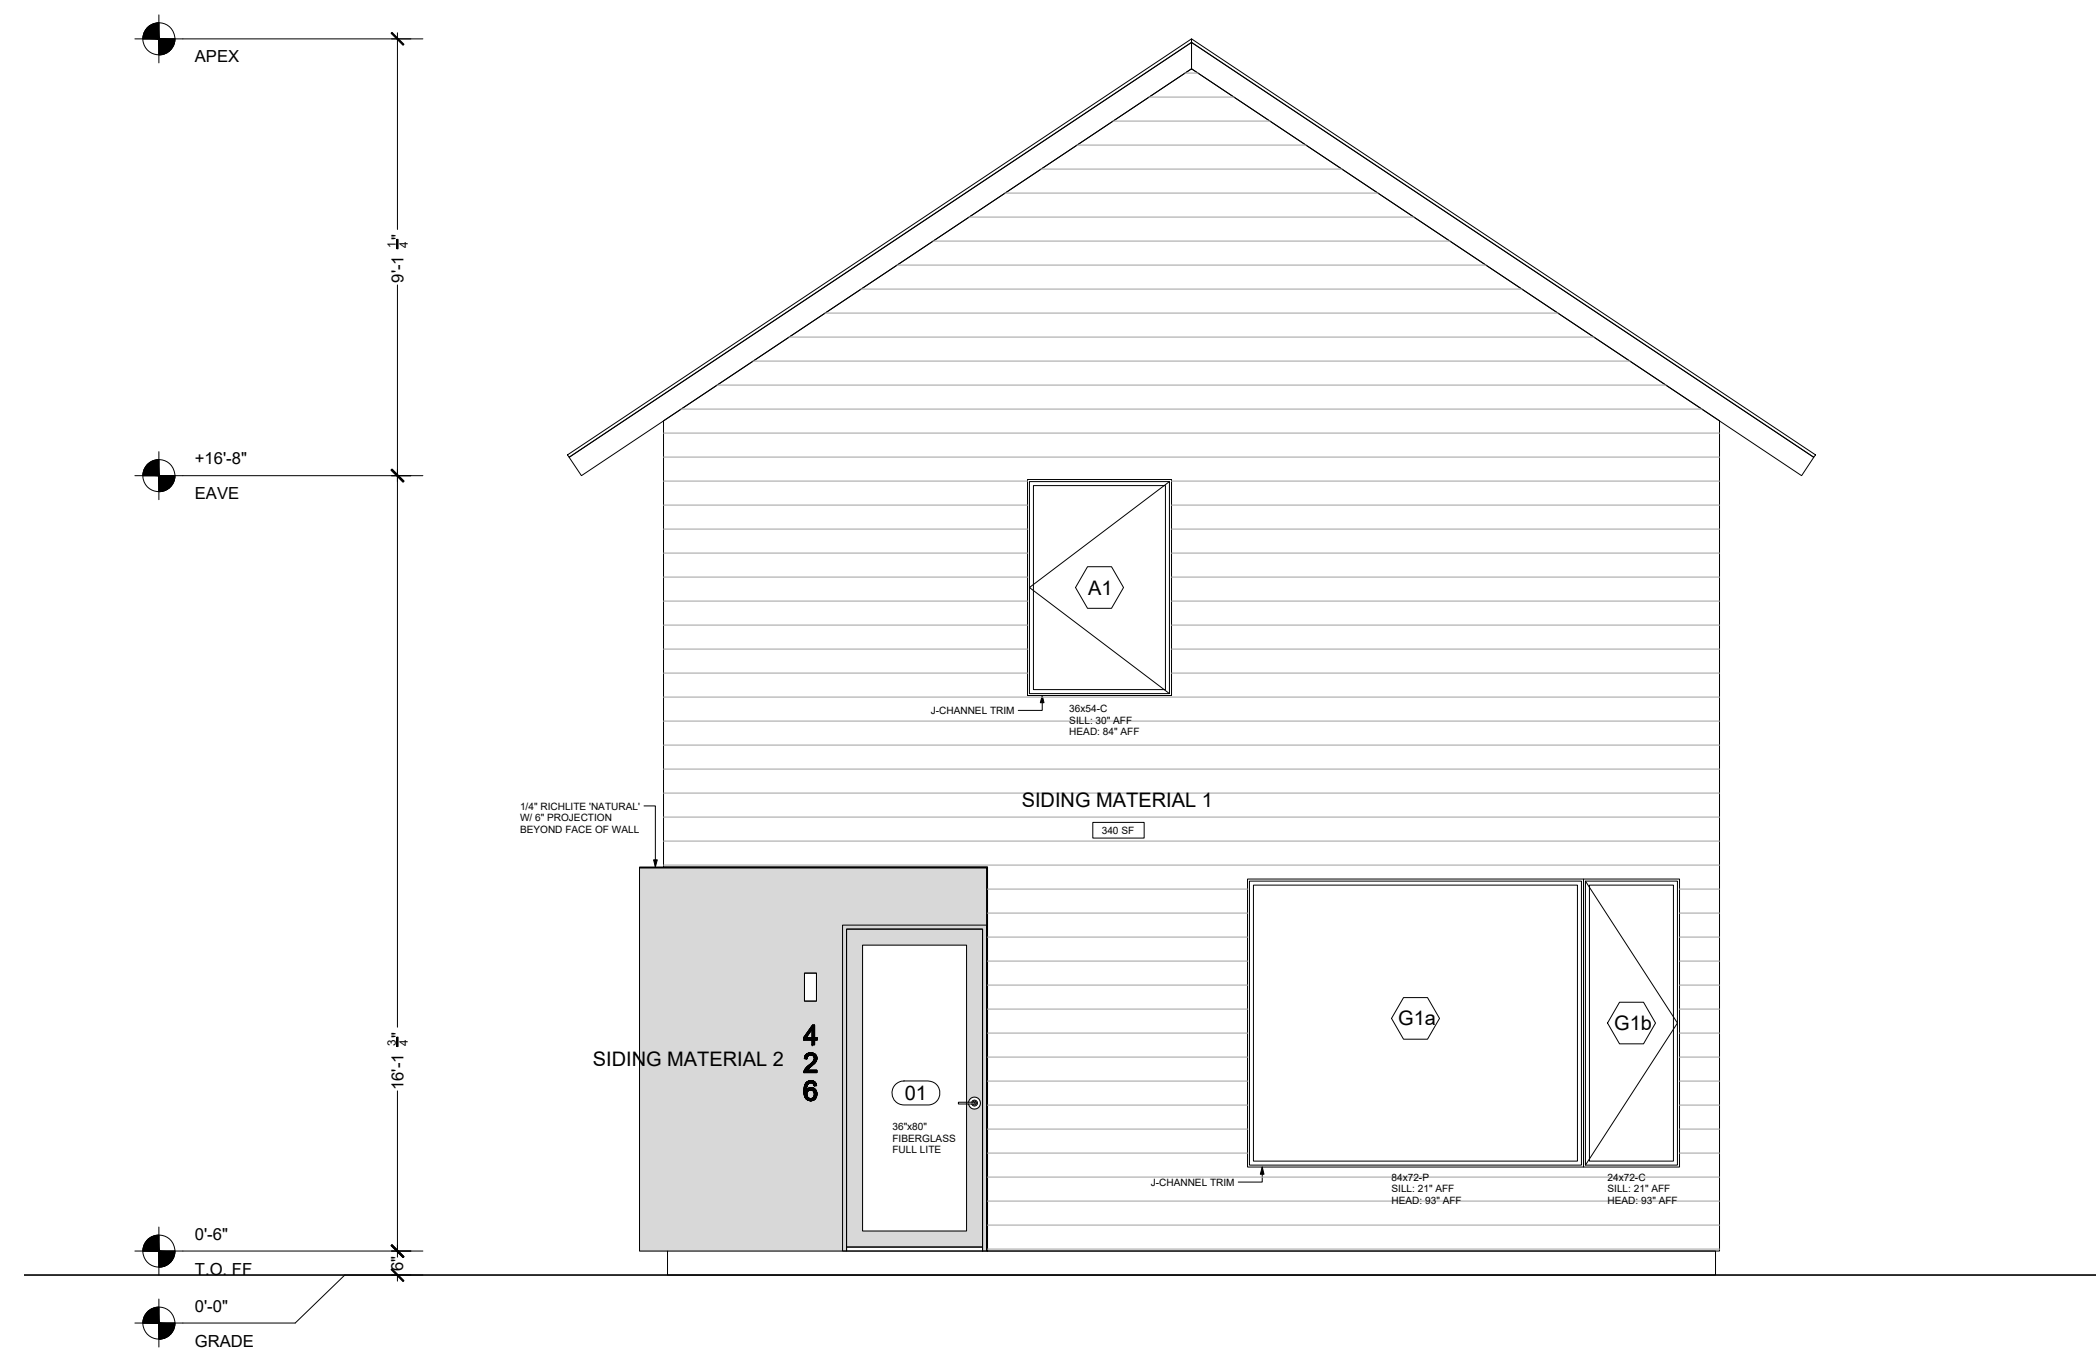 APEX
9'-1 1/4"
+16'-8"
EAVE
A1
J-CHANNEL TRIM
36x54-C
SILL: 30" AFF
HEAD: 84" AFF
1/4" RICHLITE 'NATURAL'
W/ 6" PROJECTION
BEYOND FACE OF WALL
SIDING MATERIAL 1
340 SF
16'-1 3/4"
SIDING MATERIAL 2
4
2
6
01
36"x80"
FIBERGLASS
FULL LITE
G1a
G1b
J-CHANNEL TRIM
84x72-P
SILL: 21" AFF
HEAD: 93" AFF
24x72-C
SILL: 21" AFF
HEAD: 93" AFF
0'-6"
T.O. FF
6"
0'-0"
GRADE